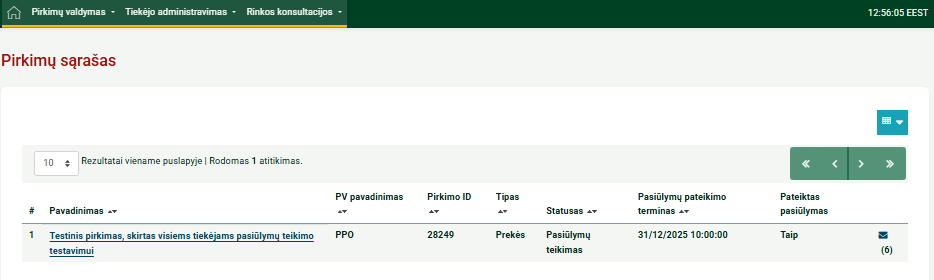 Pirkimų valdymas Tiekėjo administravimas Rinkos konsultacijos 12:56:05 EEST
Pirkimų sąrašas
10 Rezultatai viename puslapyje | Rodomas 1 atitikimas.
# Pavadinimas PV pavadinimas Pirkimo ID Tipas Statusas Pasiūlymų pateikimo terminas Pateiktas pasiūlymas
1 Testinis pirkimas, skirtas visiems tiekėjams pasiūlymų teikimo testavimui PPO 28249 Prekės Pasiūlymų teikimas 31/12/2025 10:00:00 Taip (6)